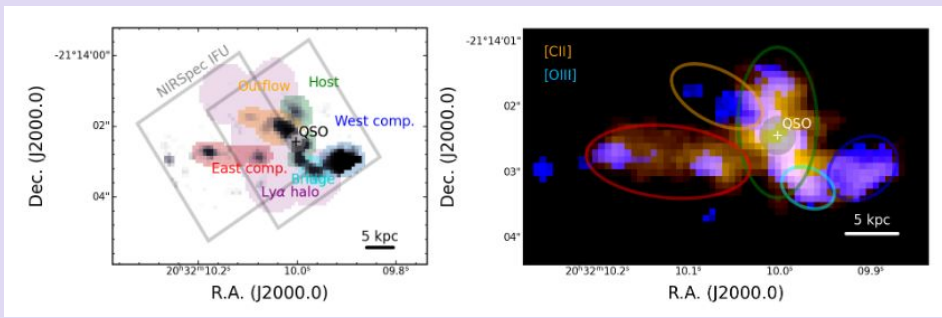 -21°14'00"
02"
04"
Dec. (J2000.0)
NIRSpec IFU
Outflow
Host
QSO
West comp.
East comp.
Bridge
Lyα halo
5 kpc
20ʰ32ᵐ10.2ˢ
10.0ˢ
09.8ˢ
R.A. (J2000.0)
-21°14'01"
02"
03"
04"
Dec. (J2000.0)
[CII]
[OIII]
QSO
5 kpc
20ʰ32ᵐ10.2ˢ
10.1ˢ
10.0ˢ
09.9ˢ
R.A. (J2000.0)